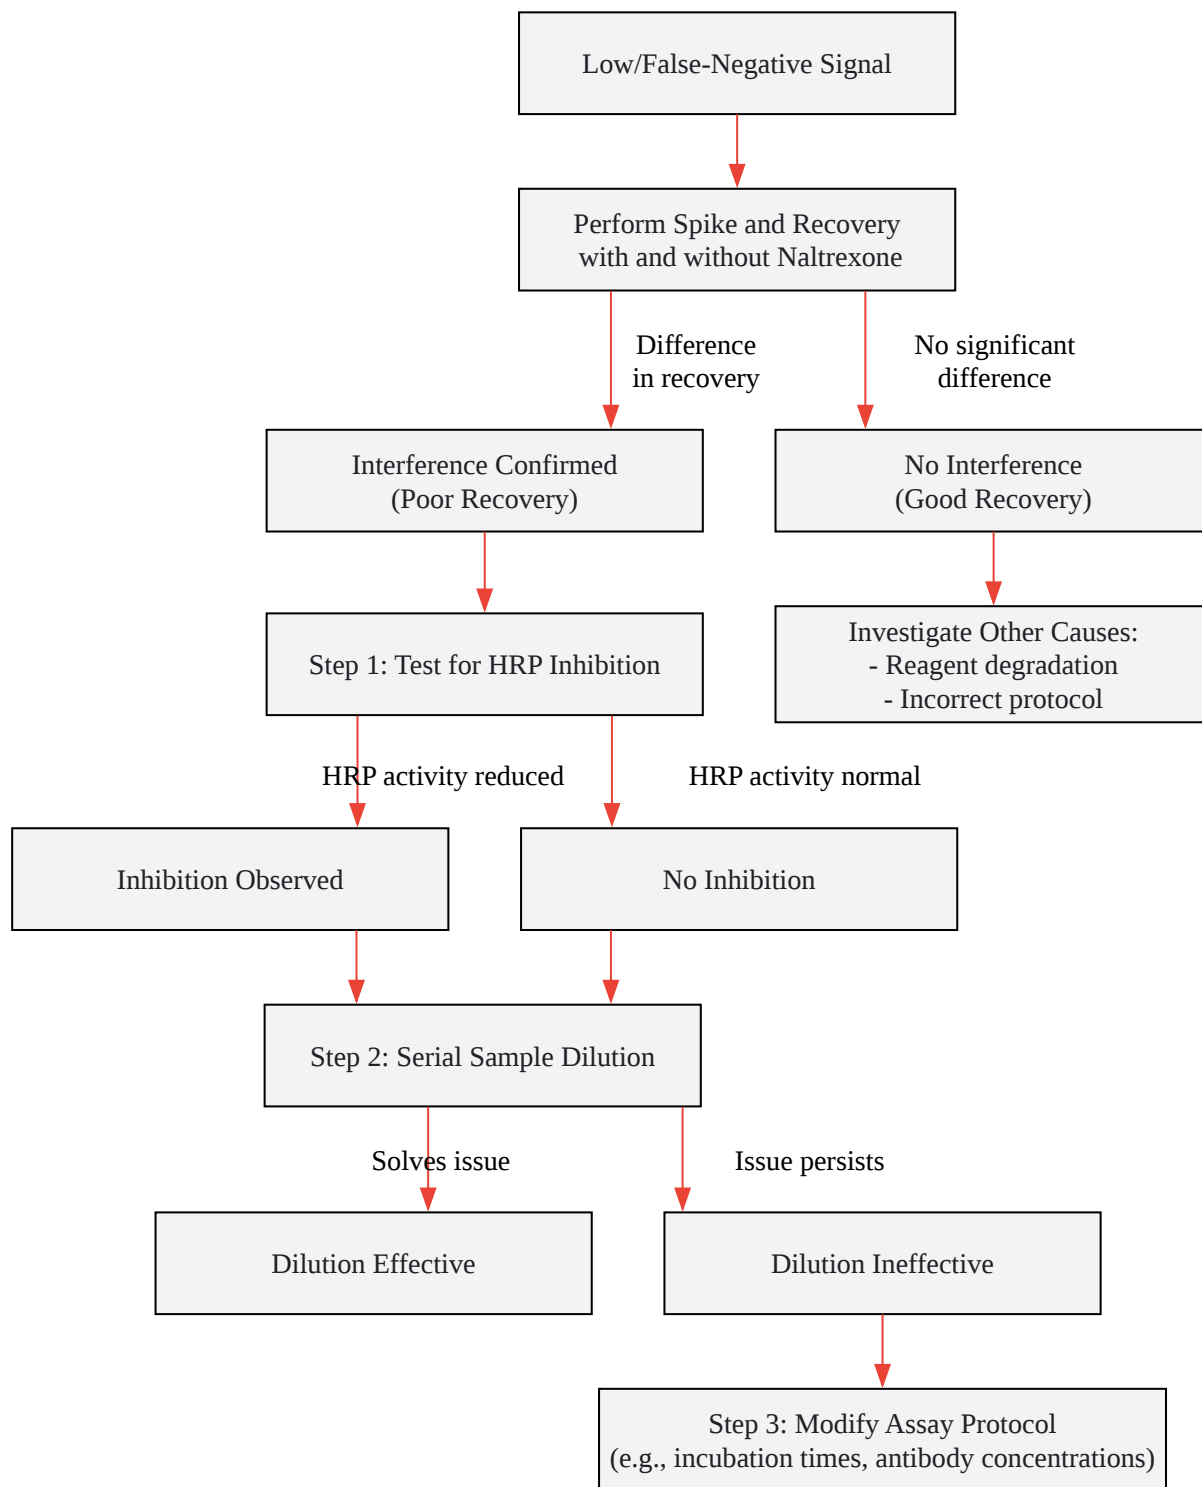 Low/False-Negative Signal
Perform Spike and Recovery
with and without Naltrexone
Difference
in recovery
No significant
difference
Interference Confirmed
(Poor Recovery)
No Interference
(Good Recovery)
Step 1: Test for HRP Inhibition
Investigate Other Causes:
- Reagent degradation
- Incorrect protocol
HRP activity reduced
HRP activity normal
Inhibition Observed
No Inhibition
Step 2: Serial Sample Dilution
Solves issue
Issue persists
Dilution Effective
Dilution Ineffective
Step 3: Modify Assay Protocol
(e.g., incubation times, antibody concentrations)